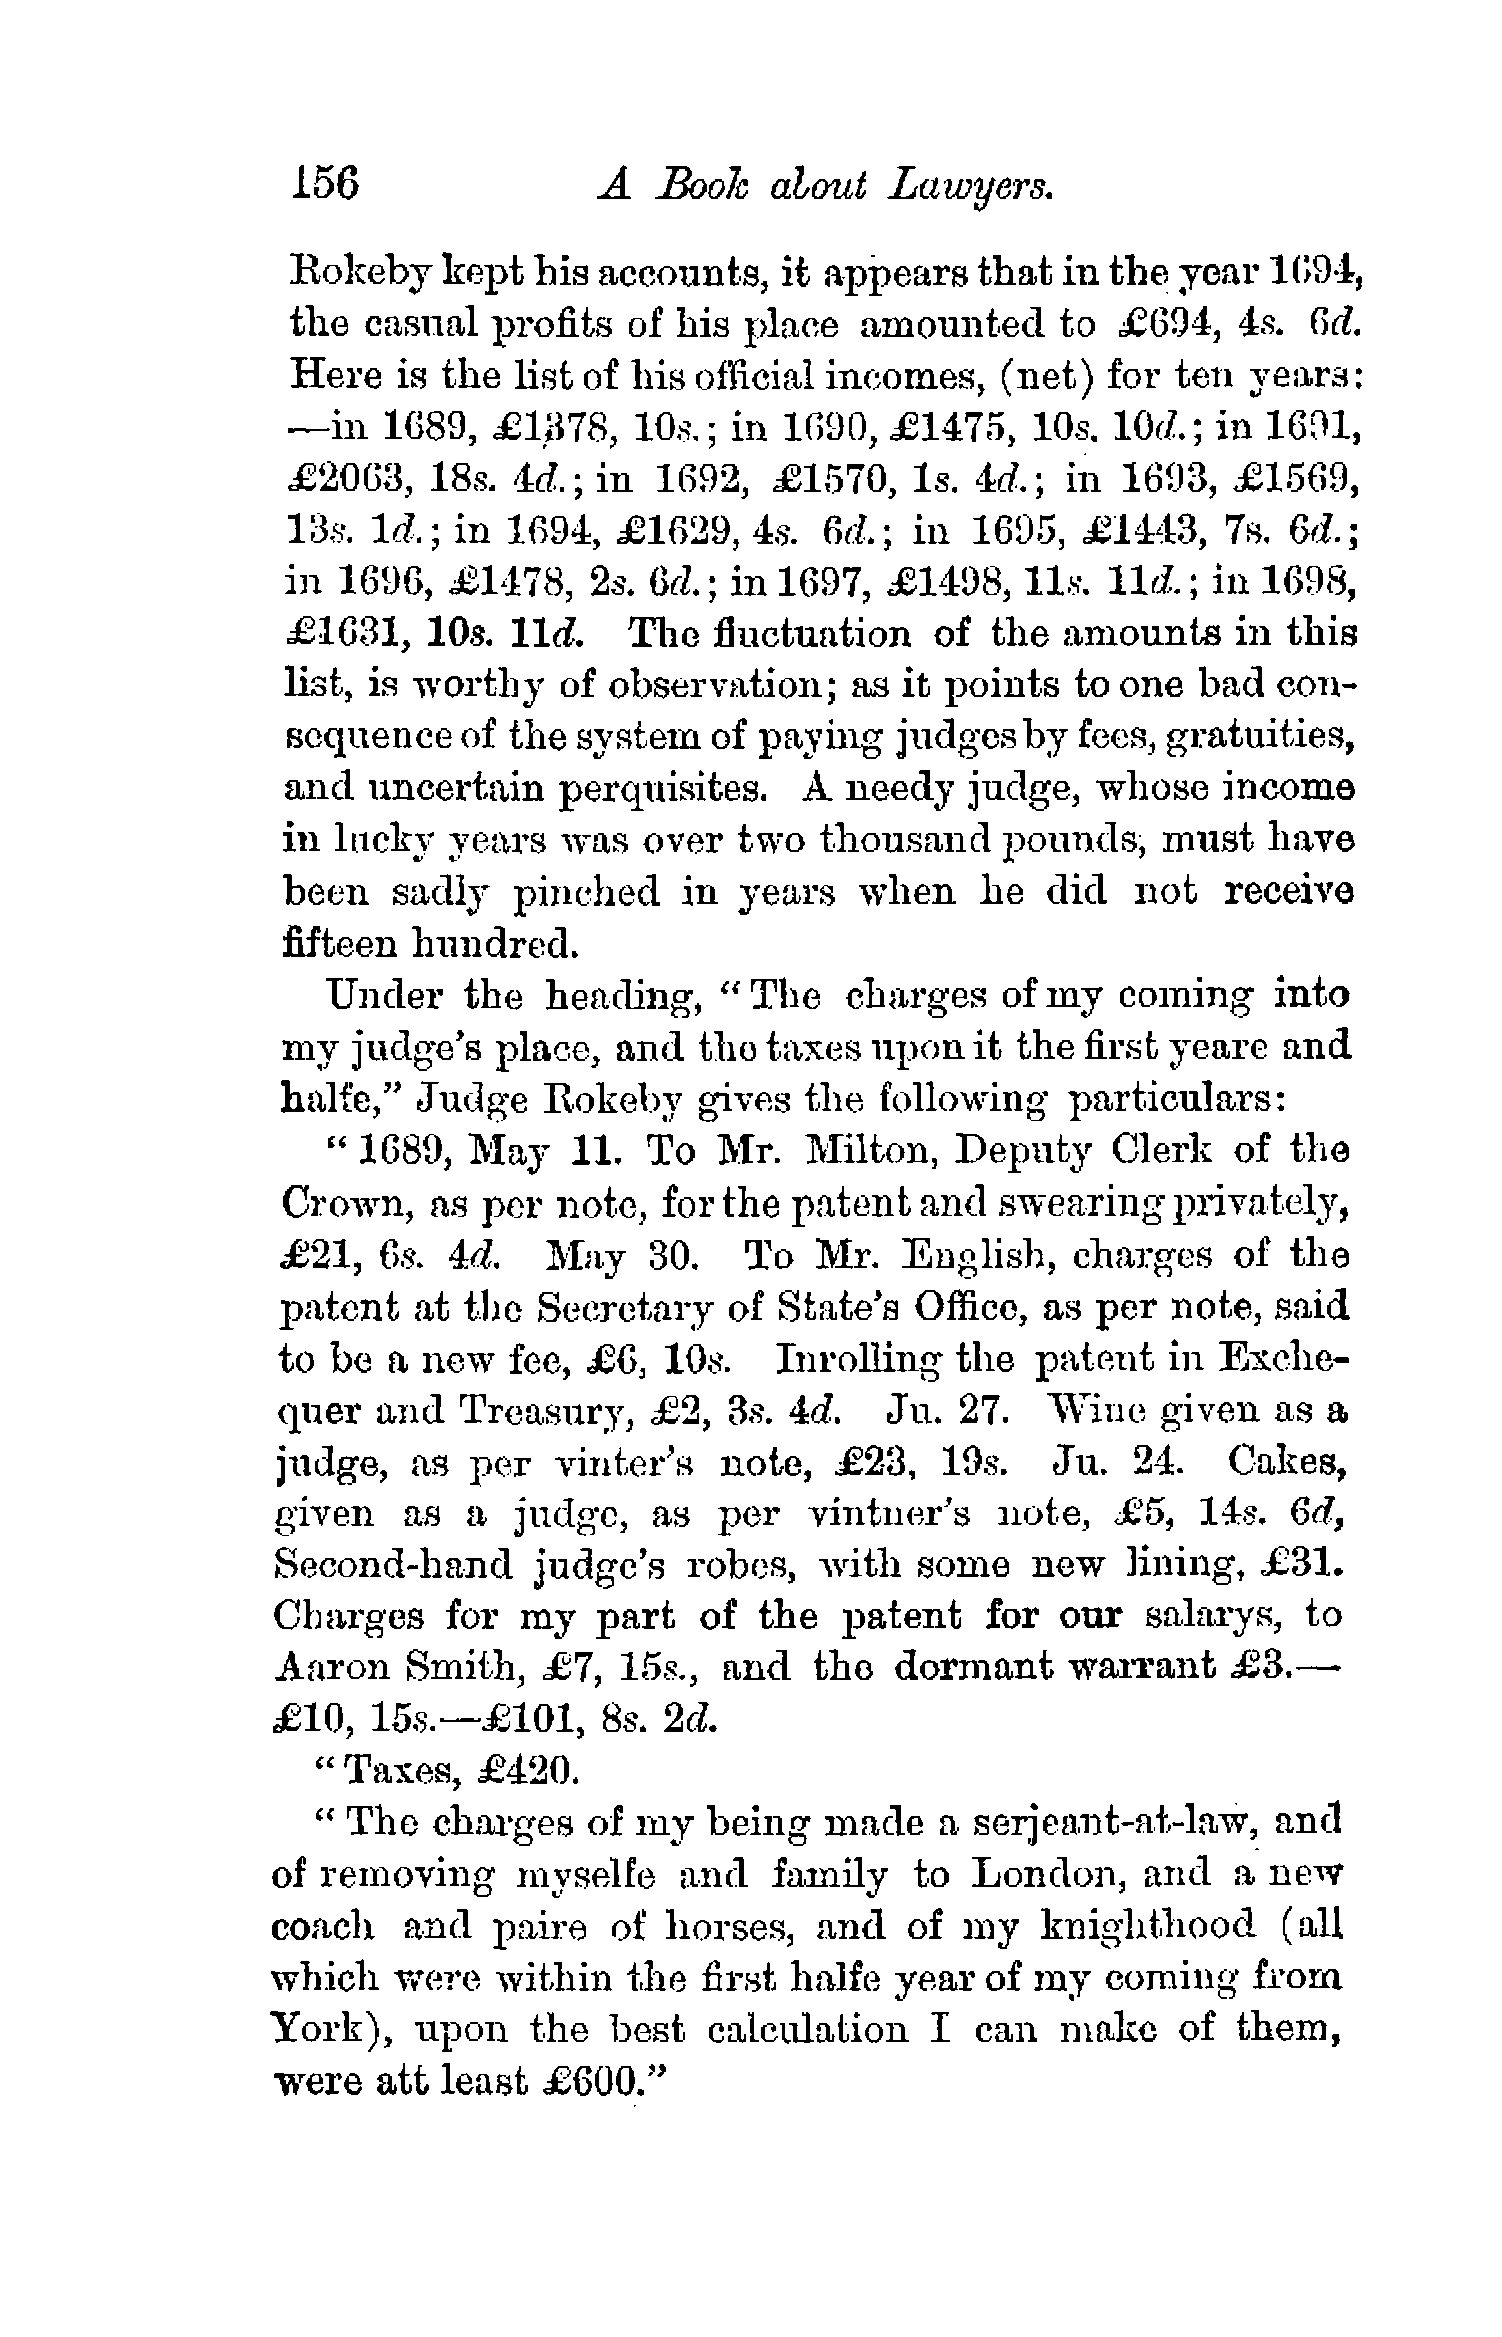 156 A Book about Lawyers.
Rokeby kept his accounts, it appears that in the year 1694,
the casual profits of his place amounted to £694, 4s. 6d.
Here is the list of his official incomes, (net) for ten years:
—in 1689, £1378, 10s.; in 1690, £1475, 10s. 10d.; in 1691,
£2063, 18s. 4d.; in 1692, £1570, 1s. 4d.; in 1693, £1569,
13s. 1d.; in 1694, £1629, 4s. 6d.; in 1695, £1443, 7s. 6d.;
in 1696, £1478, 2s. 6d.; in 1697, £1498, 11s. 11d.; in 1698,
£1631, 10s. 11d. The fluctuation of the amounts in this
list, is worthy of observation; as it points to one bad con-
sequence of the system of paying judges by fees, gratuities,
and uncertain perquisites. A needy judge, whose income
in lucky years was over two thousand pounds, must have
been sadly pinched in years when he did not receive
fifteen hundred.
Under the heading, “The charges of my coming into
my judge's place, and the taxes upon it the first yeare and
halfe,” Judge Rokeby gives the following particulars:
“1689, May 11. To Mr. Milton, Deputy Clerk of the
Crown, as per note, for the patent and swearing privately,
£21, 6s. 4d. May 30. To Mr. English, charges of the
patent at the Secretary of State's Office, as per note, said
to be a new fee, £6, 10s. Inrolling the patent in Exche-
quer and Treasury, £2, 3s. 4d. Ju. 27. Wine given as a
judge, as per vinter's note, £23, 19s. Ju. 24. Cakes,
given as a judge, as per vintner's note, £5, 14s. 6d,
Second-hand judge's robes, with some new lining, £31.
Charges for my part of the patent for our salarys, to
Aaron Smith, £7, 15s., and the dormant warrant £3.—
£10, 15s.—£101, 8s. 2d.
“Taxes, £420.
“The charges of my being made a serjeant-at-law, and
of removing myselfe and family to London, and a new
coach and paire of horses, and of my knighthood (all
which were within the first halfe year of my coming from
York), upon the best calculation I can make of them,
were att least £600.”